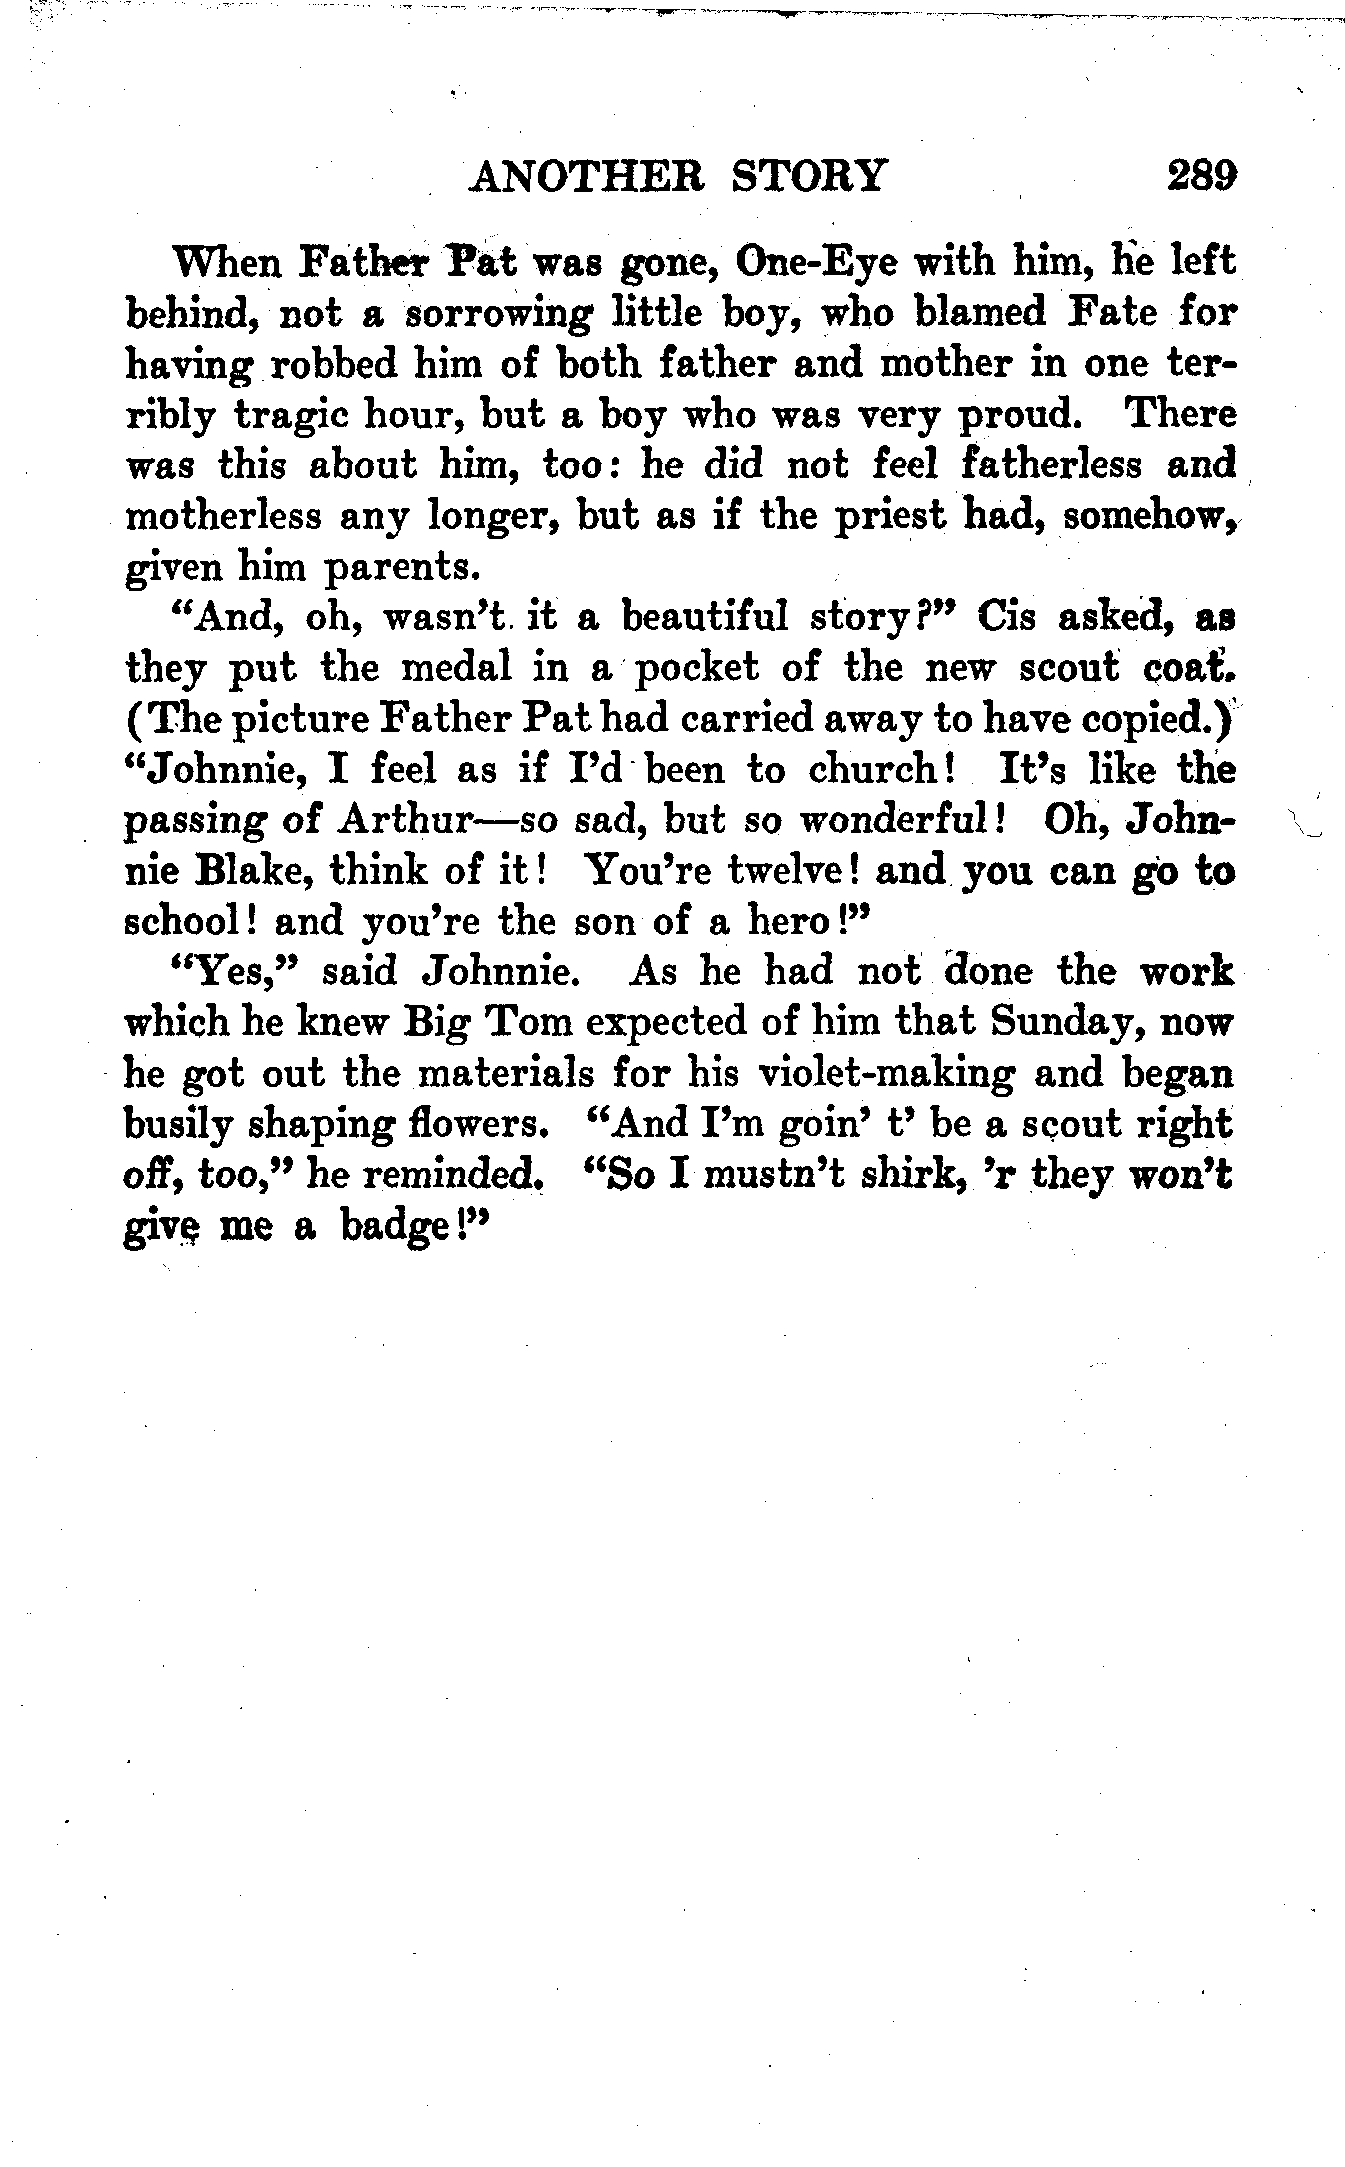 ANOTHER STORY 289
When Father Pat was gone, One-Eye with him, he left
behind, not a sorrowing little boy, who blamed Fate for
having robbed him of both father and mother in one ter-
ribly tragic hour, but a boy who was very proud. There
was this about him, too: he did not feel fatherless and
motherless any longer, but as if the priest had, somehow,
given him parents.
"And, oh, wasn't it a beautiful story?" Cis asked, as
they put the medal in a pocket of the new scout coat.
(The picture Father Pat had carried away to have copied.)
"Johnnie, I feel as if I'd been to church! It's like the
passing of Arthur—so sad, but so wonderful! Oh, John-
nie Blake, think of it! You're twelve! and you can go to
school! and you're the son of a hero!"
"Yes," said Johnnie. As he had not done the work
which he knew Big Tom expected of him that Sunday, now
he got out the materials for his violet-making and began
busily shaping flowers. "And I'm goin' t' be a scout right
off, too," he reminded. "So I mustn't shirk, 'r they won't
give me a badge!"